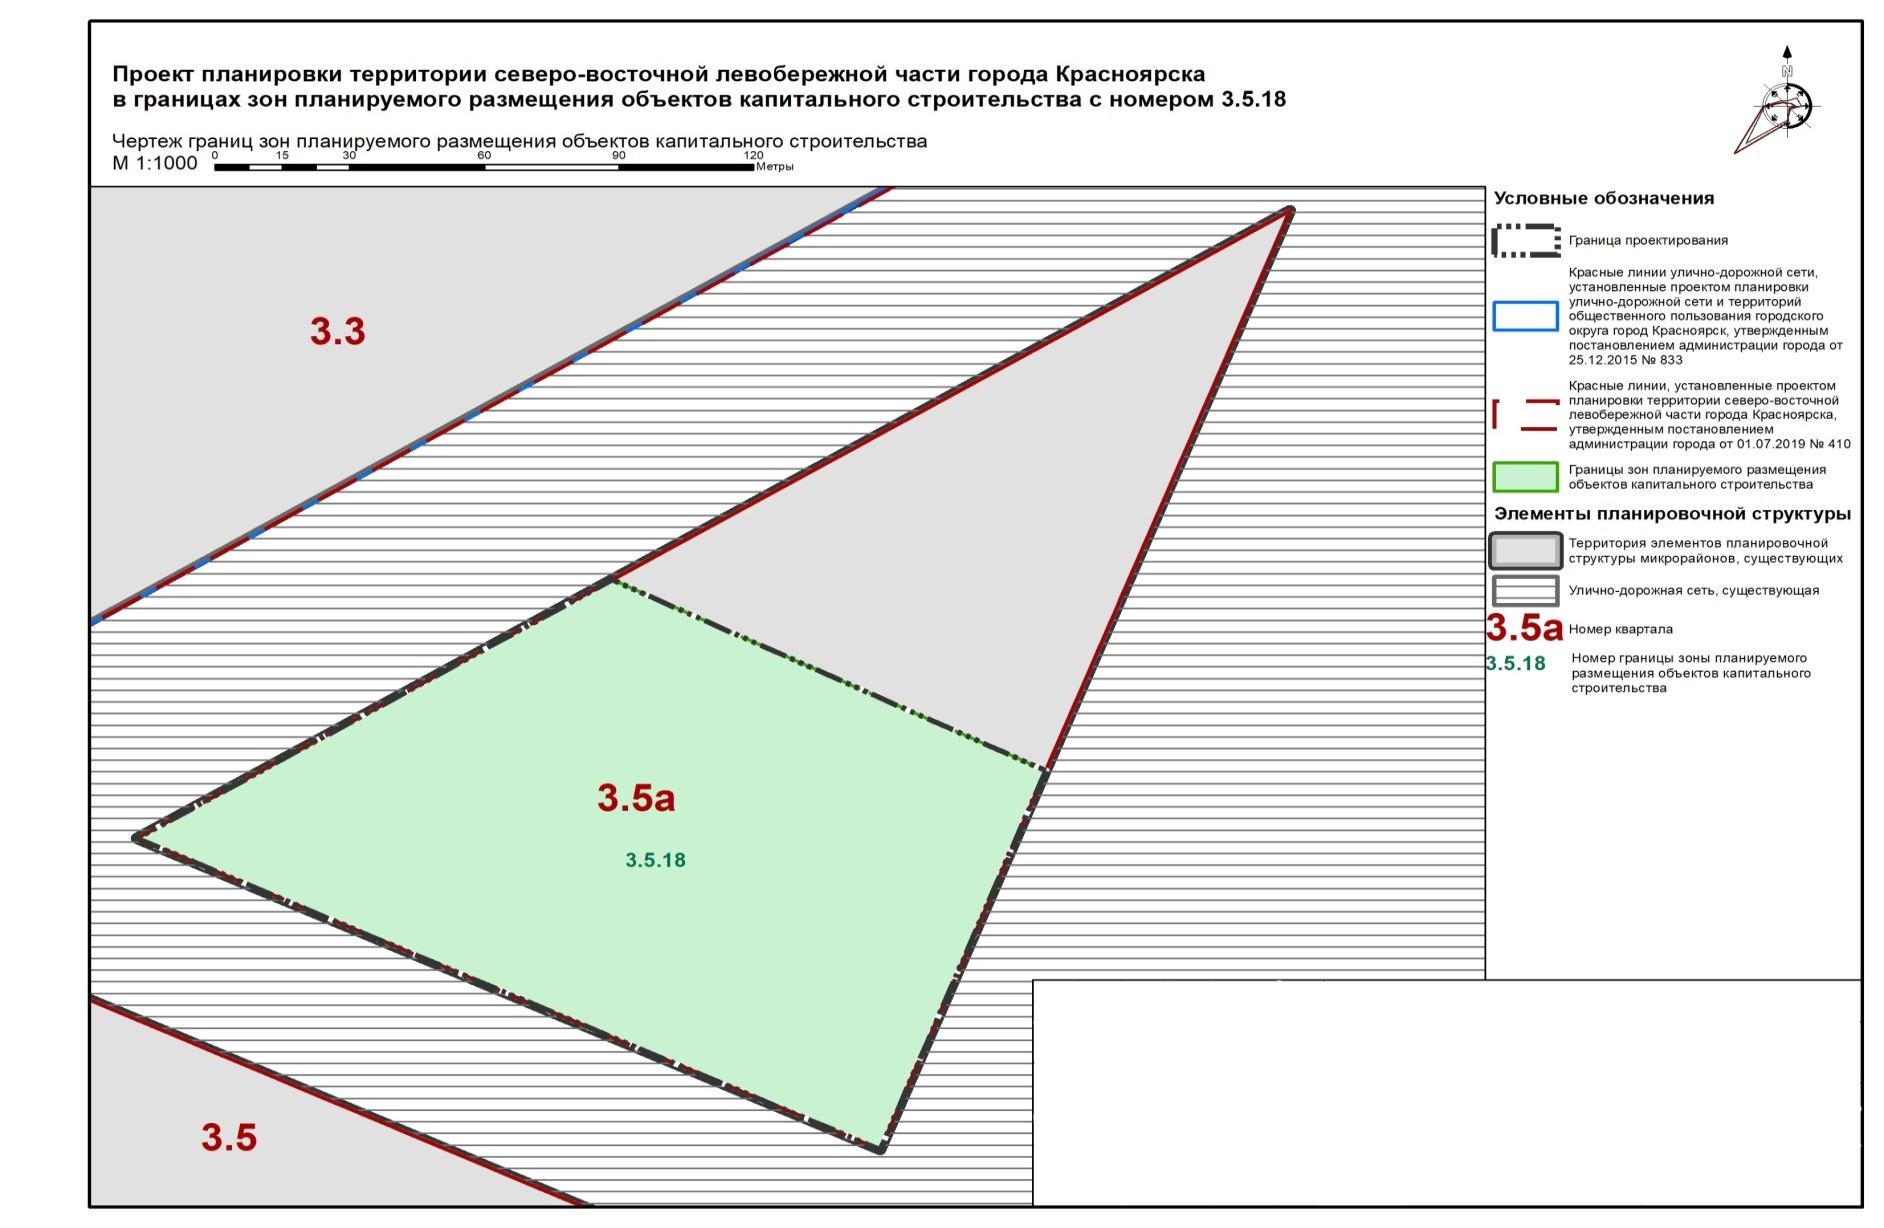 Проект планировки территории северо-восточной левобережной части города Красноярска
в границах зон планируемого размещения объектов капитального строительства с номером 3.5.18
Чертеж границ зон планируемого размещения объектов капитального строительства
М 1:1000
0 15 30 60 90 120
Метры
N
3.3
3.5а
3.5.18
3.5
Условные обозначения
Граница проектирования
Красные линии улично-дорожной сети,
установленные проектом планировки
улично-дорожной сети и территорий
общественного пользования городского
округа город Красноярск, утвержденным
постановлением администрации города от
25.12.2015 № 833
Красные линии, установленные проектом
планировки территории северо-восточной
левобережной части города Красноярска,
утвержденным постановлением
администрации города от 01.07.2019 № 410
Границы зон планируемого размещения
объектов капитального строительства
Элементы планировочной структуры
Территория элементов планировочной
структуры микрорайонов, существующих
Улично-дорожная сеть, существующая
3.5а Номер квартала
3.5.18 Номер границы зоны планируемого
размещения объектов капитального
строительства